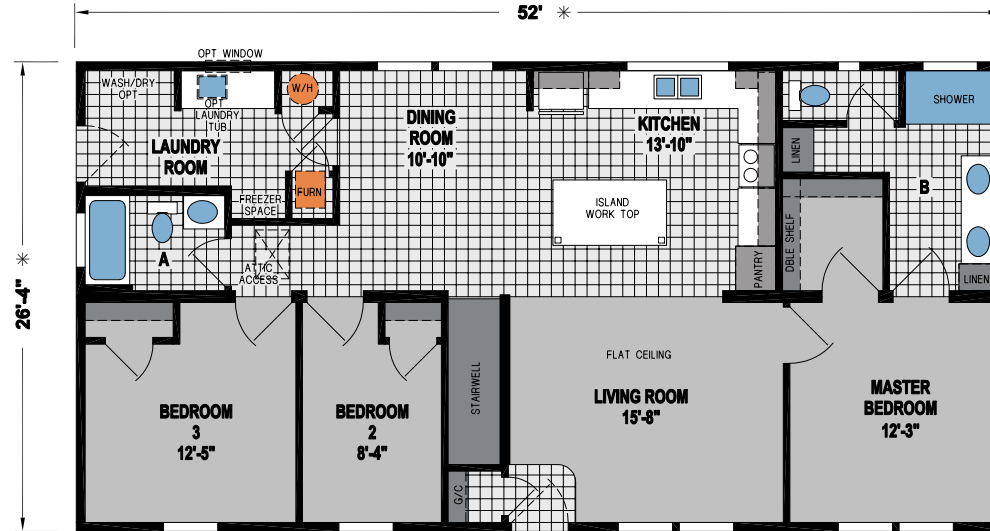 52' ✳
OPT WINDOW
WASH/DRY
OPT
OPT
LAUNDRY
TUB
W/H
LAUNDRY
ROOM
DINING
ROOM
10'-10"
KITCHEN
13'-10"
SHOWER
LINEN
B
FURN
FREEZER
SPACE
ISLAND
WORK TOP
DBLE SHELF
A
ATTIC
ACCESS
PANTRY
LINEN
26'-4" ✳
BEDROOM
3
12'-5"
BEDROOM
2
8'-4"
STAIRWELL
FLAT CEILING
LIVING ROOM
15'-8"
MASTER
BEDROOM
12'-3"
G/C